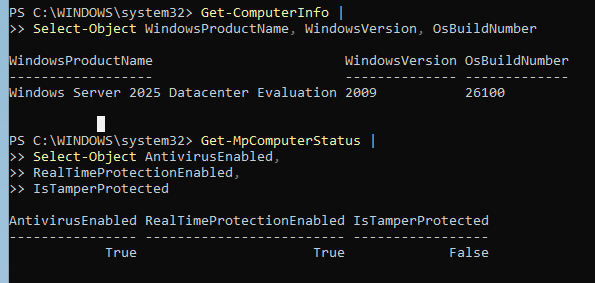 PS C:\WINDOWS\system32> Get-ComputerInfo |
>> Select-Object WindowsProductName, WindowsVersion, OsBuildNumber
WindowsProductName WindowsVersion OsBuildNumber
------------------ -------------- -------------
Windows Server 2025 Datacenter Evaluation 2009 26100
PS C:\WINDOWS\system32> Get-MpComputerStatus |
>> Select-Object AntivirusEnabled,
>> RealTimeProtectionEnabled,
>> IsTamperProtected
AntivirusEnabled RealTimeProtectionEnabled IsTamperProtected
---------------- ------------------------- -----------------
True True False